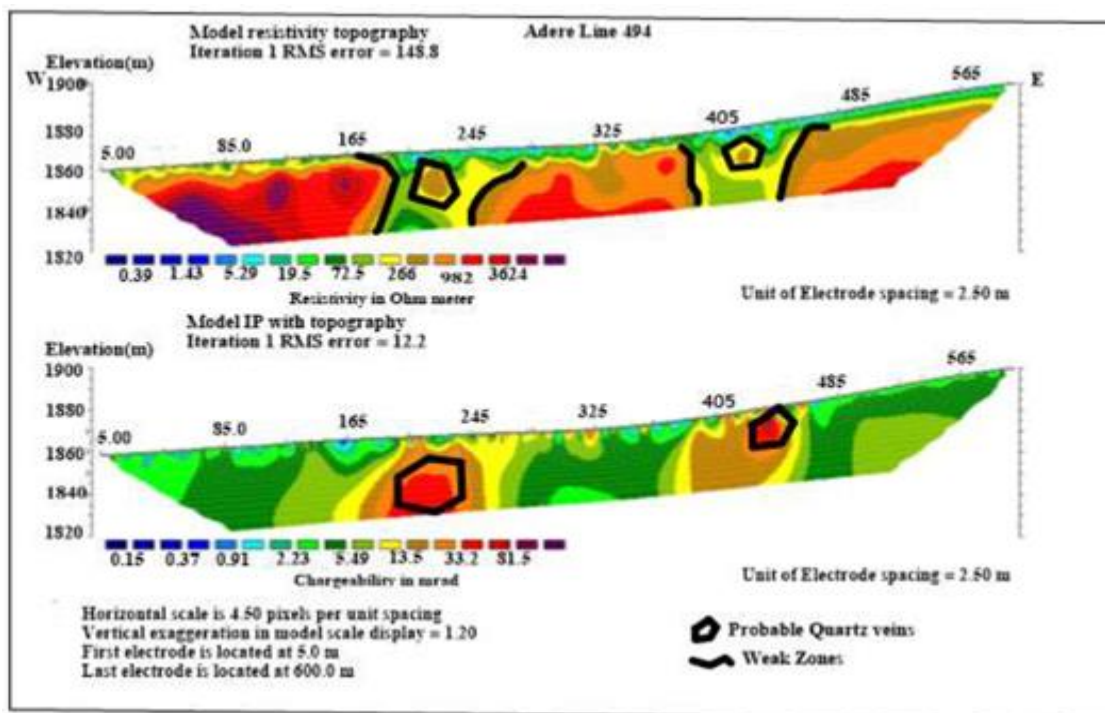 Model resistivity topography Adere Line 494
Iteration 1 RMS error = 148.8
Elevation(m)
W E
1900
1880
1860
1840
1820
5.00 85.0 165 245 325 405 485 565
0.39 1.43 5.29 19.5 72.5 266 982 3624
Resistivity in Ohm meter
Unit of Electrode spacing = 2.50 m
Model IP with topography
Iteration 1 RMS error = 12.2
Elevation(m)
1900
1880
1860
1840
1820
5.00 85.0 165 245 325 405 485 565
0.15 0.37 0.91 2.23 5.49 13.5 33.2 81.5
Chargeability in mrad
Unit of Electrode spacing = 2.50 m
Horizontal scale is 4.50 pixels per unit spacing
Vertical exaggeration in model scale display = 1.20
First electrode is located at 5.0 m
Last electrode is located at 600.0 m
Probable Quartz veins
Weak Zones